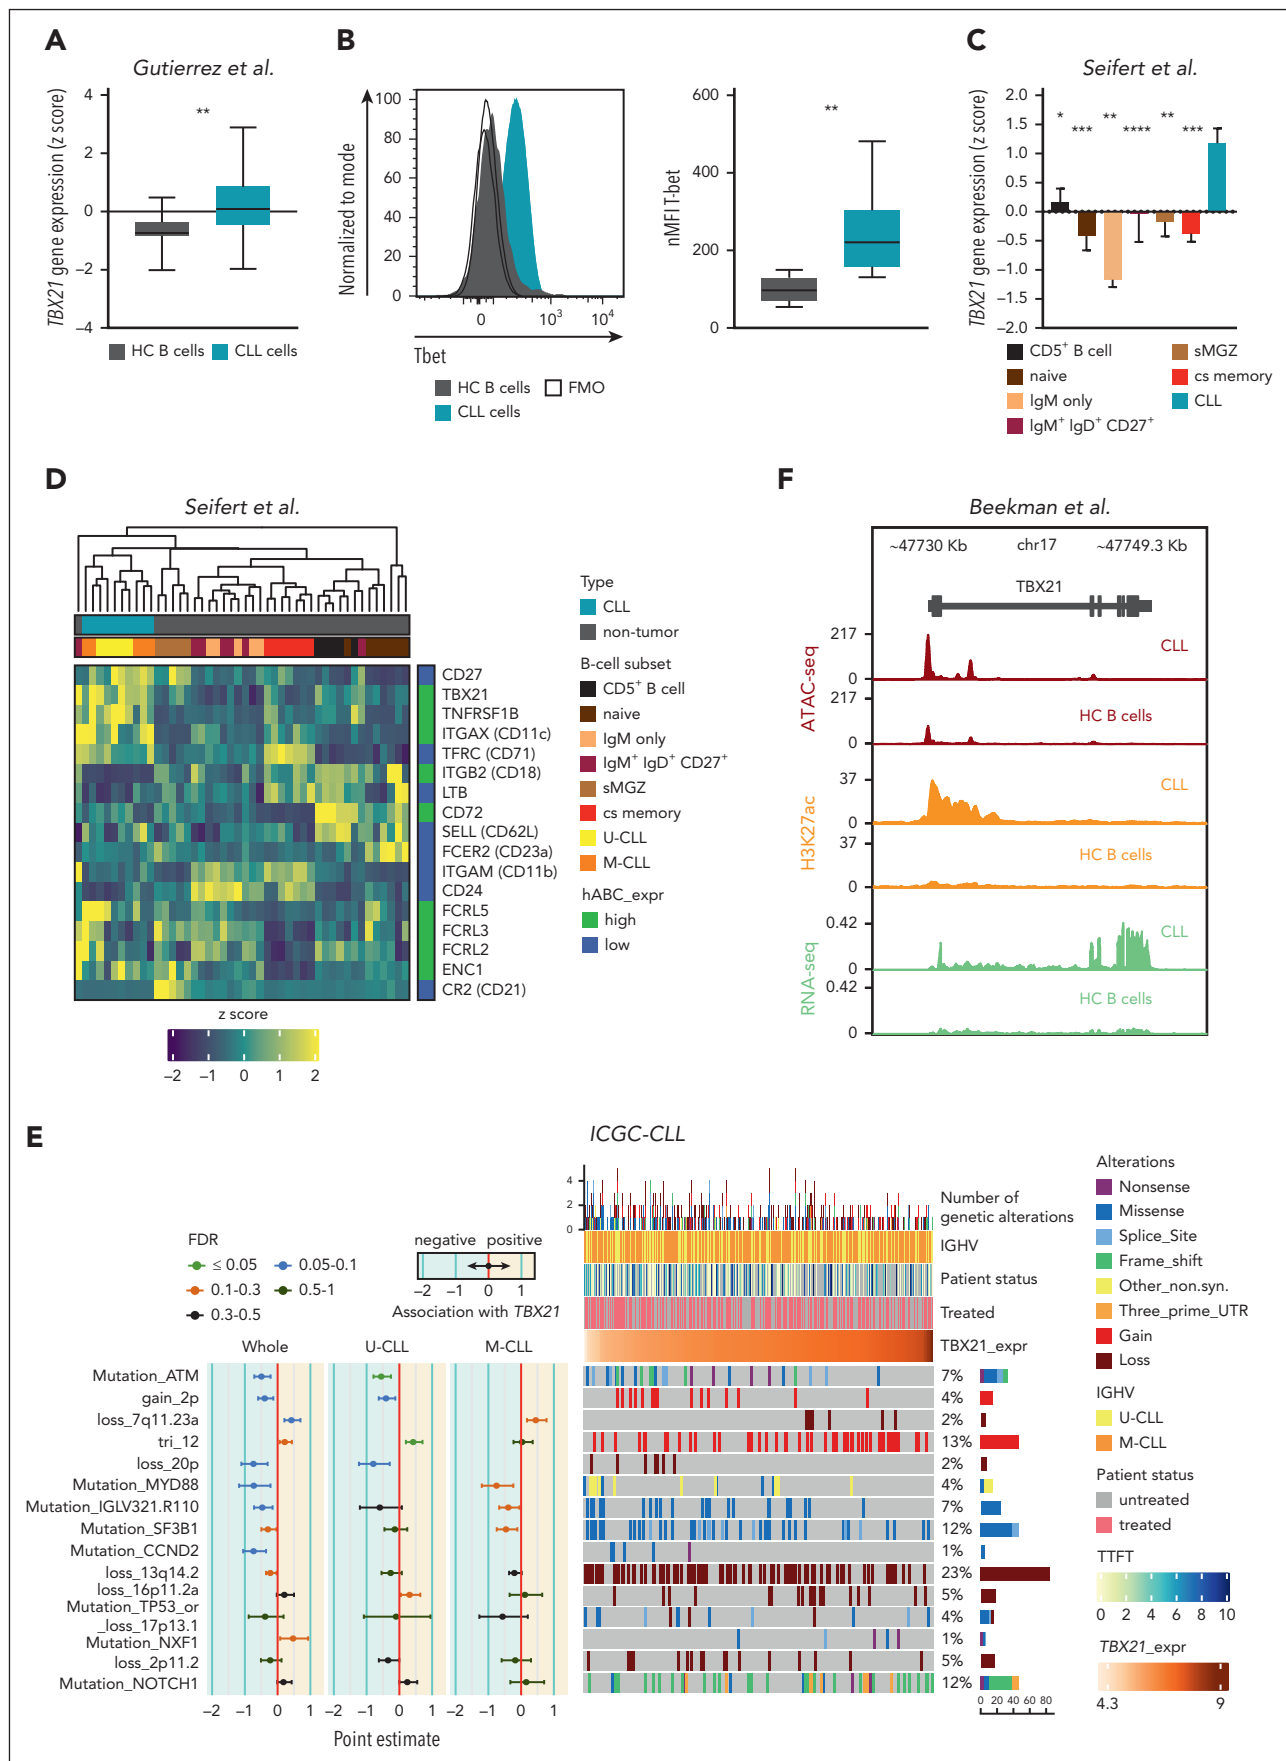 A
Gutierrez et al.
TBX21 gene expression (z score)
4
2
0
−2
−4
**
HC B cells
CLL cells
B
Normalized to mode
100
80
60
40
20
0
0
10³
10⁴
Tbet
HC B cells
FMO
CLL cells
nMFI T-bet
600
400
200
0
**
C
Seifert et al.
TBX21 gene expression (z score)
2.0
1.5
1.0
0.5
0.0
−0.5
−1.0
−1.5
−2.0
* *** ** **** ** ***
CD5⁺ B cell
naive
IgM only
IgM⁺ IgD⁺ CD27⁺
sMGZ
cs memory
CLL
D
Seifert et al.
CD27
TBX21
TNFRSF1B
ITGAX (CD11c)
TFRC (CD71)
ITGB2 (CD18)
LTB
CD72
SELL (CD62L)
FCER2 (CD23a)
ITGAM (CD11b)
CD24
FCRL5
FCRL3
FCRL2
ENC1
CR2 (CD21)
z score
−2 −1 0 1 2
Type
CLL
non-tumor
B-cell subset
CD5⁺ B cell
naive
IgM only
IgM⁺ IgD⁺ CD27⁺
sMGZ
cs memory
U-CLL
M-CLL
hABC_expr
high
low
F
Beekman et al.
~47730 Kb chr17 ~47749.3 Kb
TBX21
ATAC-seq
217
0
CLL
217
0
HC B cells
H3K27ac
37
0
CLL
37
0
HC B cells
RNA-seq
0.42
0
CLL
0.42
0
HC B cells
E
ICGC-CLL
FDR
≤ 0.05
0.05-0.1
0.1-0.3
0.5-1
0.3-0.5
negative positive
−2 −1 0 1
Association with TBX21
4
2
0
Number of
genetic alterations
IGHV
Patient status
Treated
TBX21_expr
Whole U-CLL M-CLL
Mutation_ATM
gain_2p
loss_7q11.23a
tri_12
loss_20p
Mutation_MYD88
Mutation_IGLV321.R110
Mutation_SF3B1
Mutation_CCND2
loss_13q14.2
loss_16p11.2a
Mutation_TP53_or
_loss_17p13.1
Mutation_NXF1
loss_2p11.2
Mutation_NOTCH1
−2 −1 0 1
−2 −1 0 1
−2 −1 0 1
Point estimate
7%
4%
2%
13%
2%
4%
7%
12%
1%
23%
5%
4%
1%
5%
12%
0 20 40 60 80
Alterations
Nonsense
Missense
Splice_Site
Frame_shift
Other_non.syn.
Three_prime_UTR
Gain
Loss
IGHV
U-CLL
M-CLL
Patient status
untreated
treated
TTFT
0 2 4 6 8 10
TBX21_expr
4.3 9